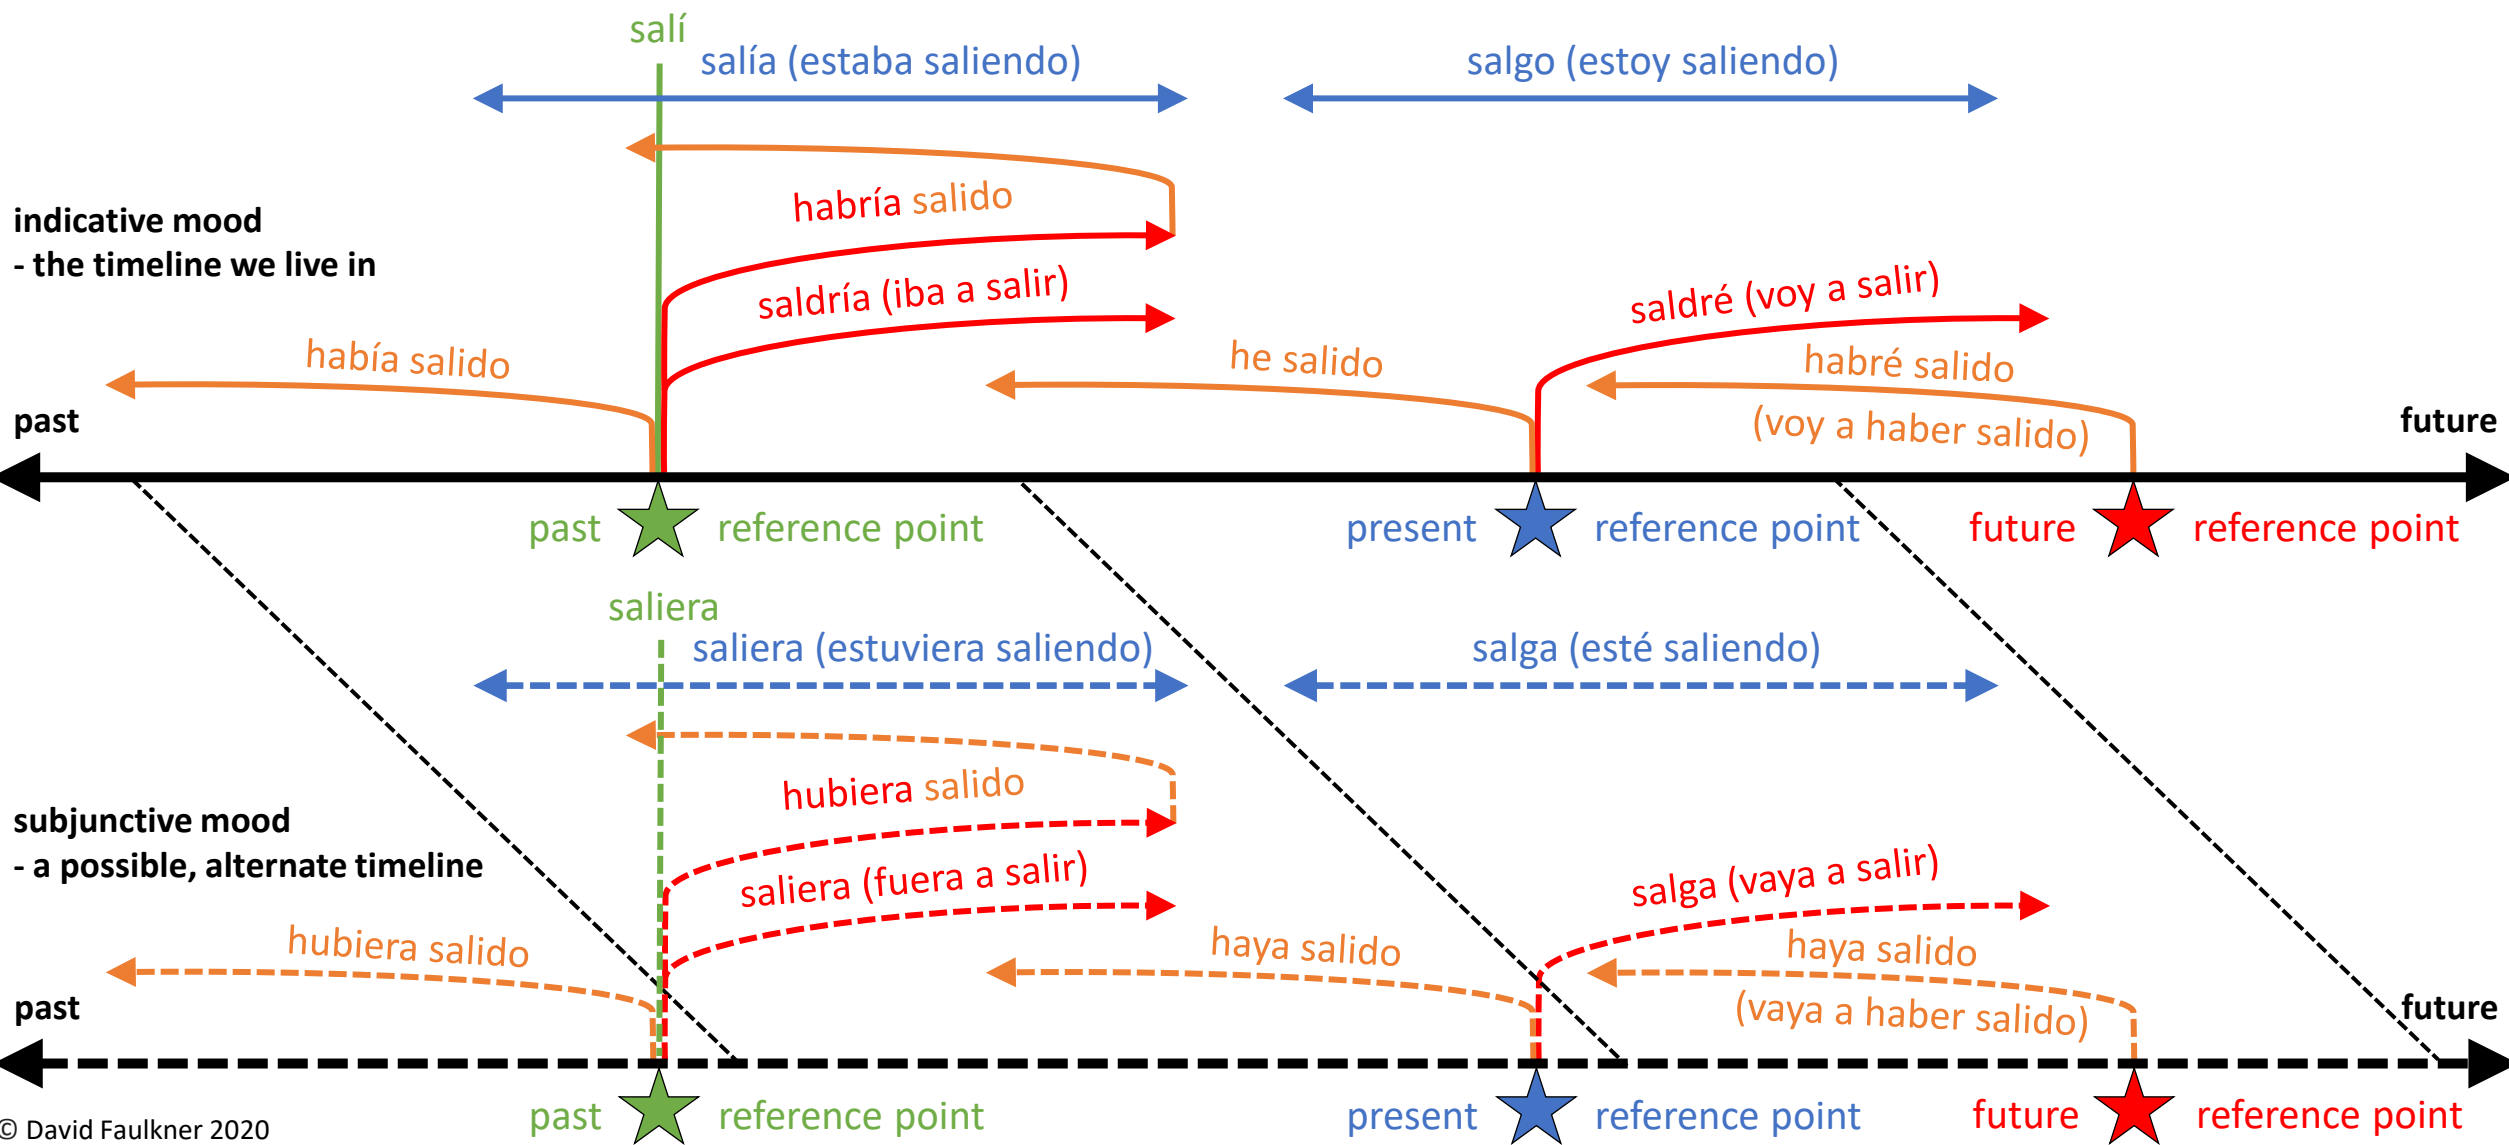 salí
salía (estaba saliendo)
salgo (estoy saliendo)
indicative mood
- the timeline we live in
habría salido
saldría (iba a salir)
saldré (voy a salir)
había salido
he salido
habré salido
(voy a haber salido)
past
future
past reference point
present reference point
future reference point
saliera
saliera (estuviera saliendo)
salga (esté saliendo)
subjunctive mood
- a possible, alternate timeline
hubiera salido
saliera (fuera a salir)
salga (vaya a salir)
hubiera salido
haya salido
haya salido
(vaya a haber salido)
past
future
past reference point
present reference point
future reference point
© David Faulkner 2020